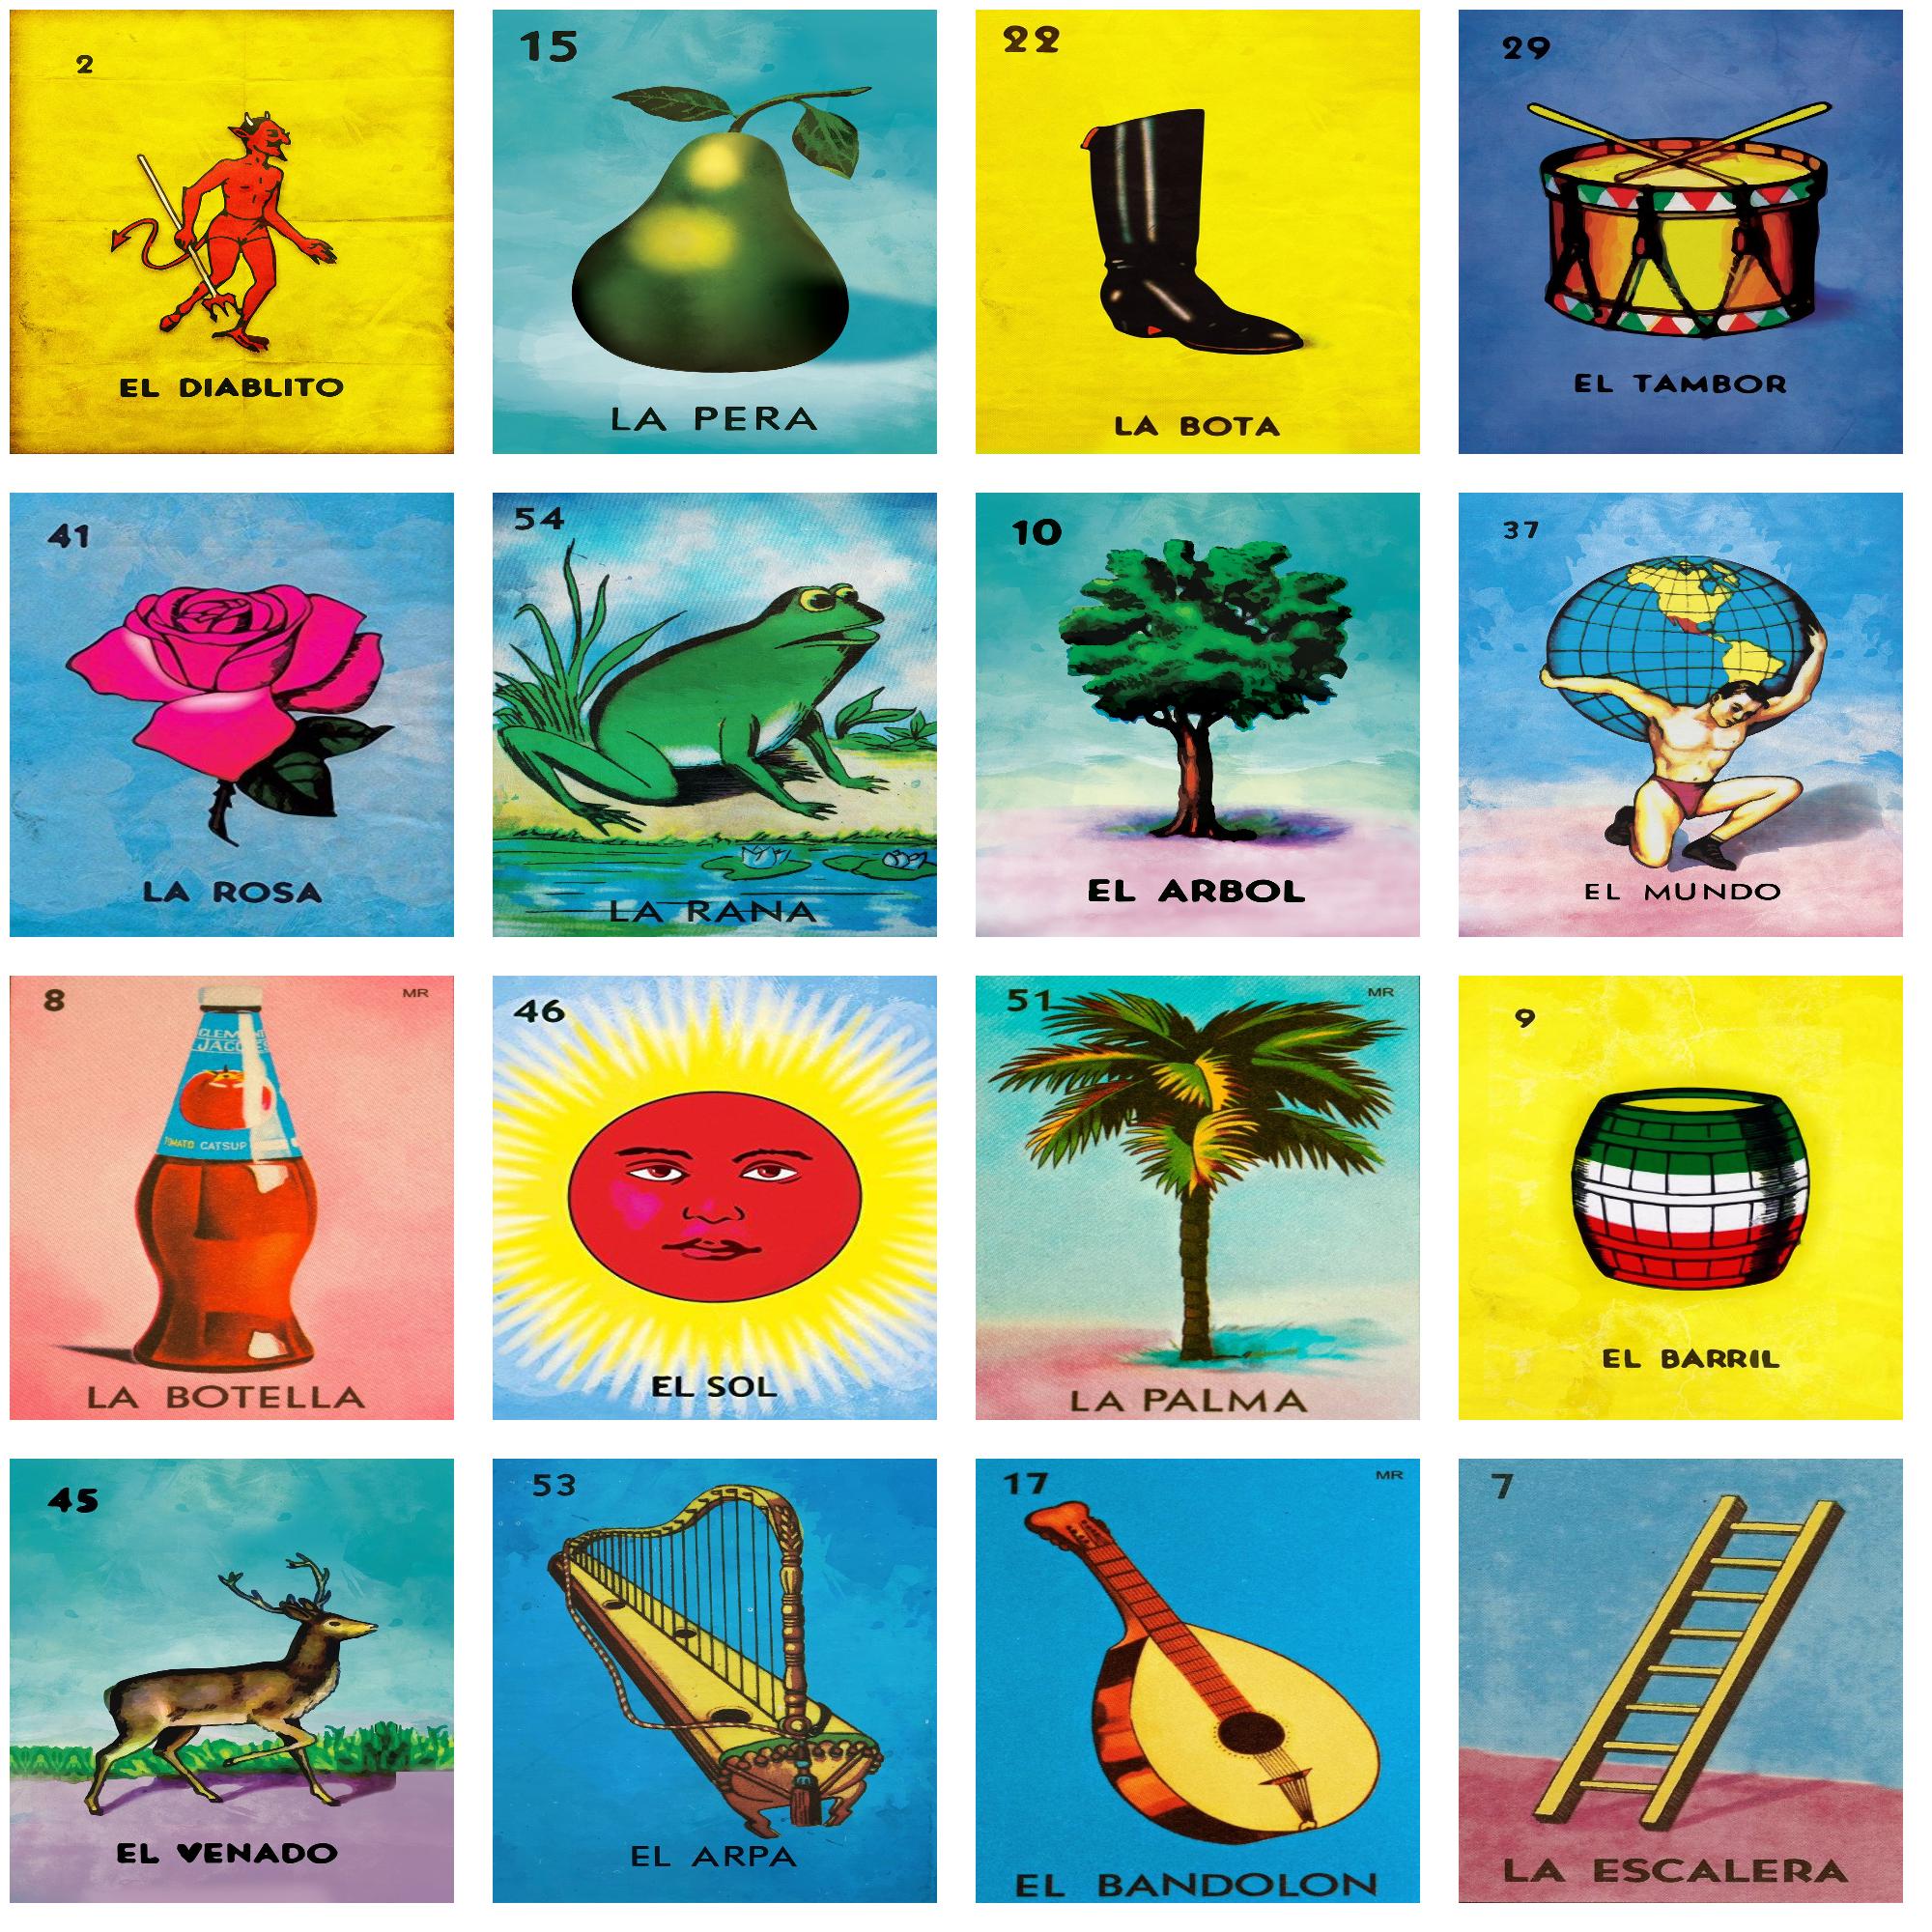 2
EL DIABLITO
15
LA PERA
22
LA BOTA
29
EL TAMBOR
41
LA ROSA
54
LA RANA
10
EL ARBOL
37
EL MUNDO
8
MR
JACQUES
TOMATO CATSUP
LA BOTELLA
46
EL SOL
51
MR
LA PALMA
9
EL BARRIL
45
EL VENADO
53
EL ARPA
17
MR
EL BANDOLON
7
LA ESCALERA